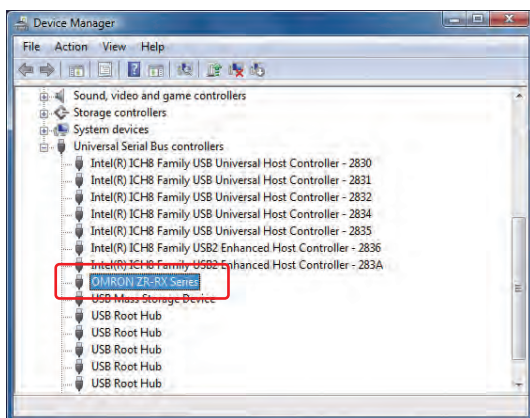 Device Manager
File Action View Help
Sound, video and game controllers
Storage controllers
System devices
Universal Serial Bus controllers
Intel(R) ICH8 Family USB Universal Host Controller - 2830
Intel(R) ICH8 Family USB Universal Host Controller - 2831
Intel(R) ICH8 Family USB Universal Host Controller - 2832
Intel(R) ICH8 Family USB Universal Host Controller - 2834
Intel(R) ICH8 Family USB Universal Host Controller - 2835
Intel(R) ICH8 Family USB2 Enhanced Host Controller - 2836
Intel(R) ICH8 Family USB2 Enhanced Host Controller - 283A
OMRON ZR-RX Series
USB Mass Storage Device
USB Root Hub
USB Root Hub
USB Root Hub
USB Root Hub
USB Root Hub